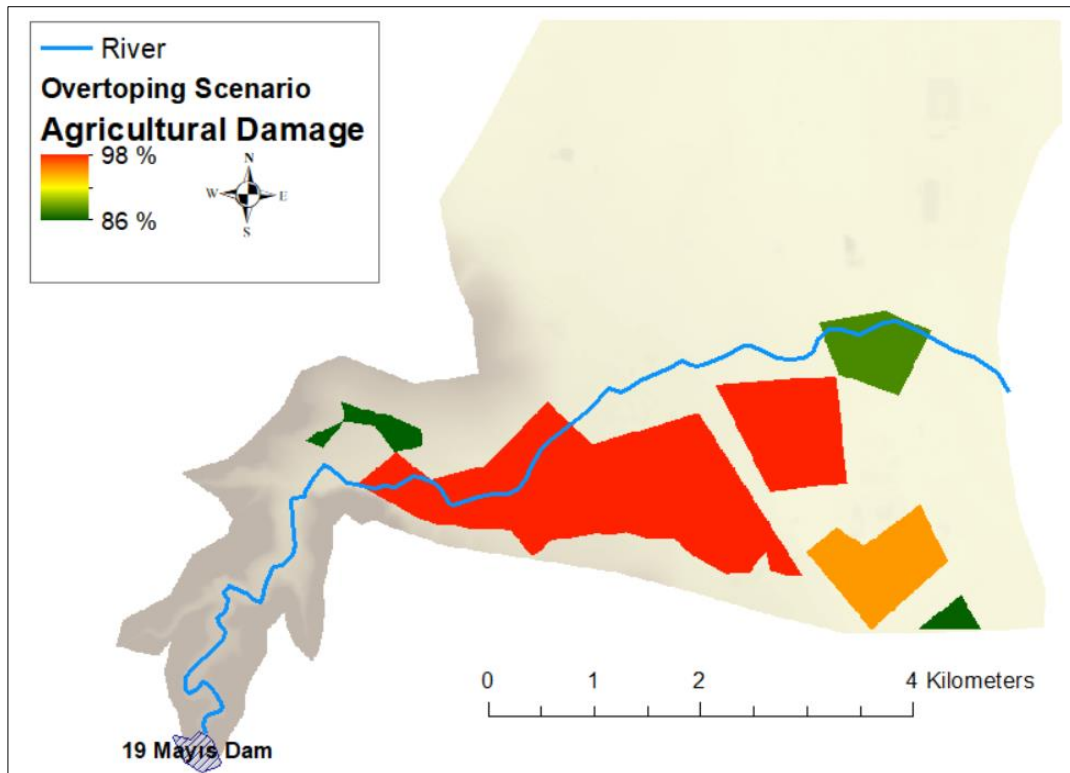 River
Overtoping Scenario
Agricultural Damage
98 %
86 %
N
W E
S
0 1 2 4 Kilometers
19 Mayıs Dam